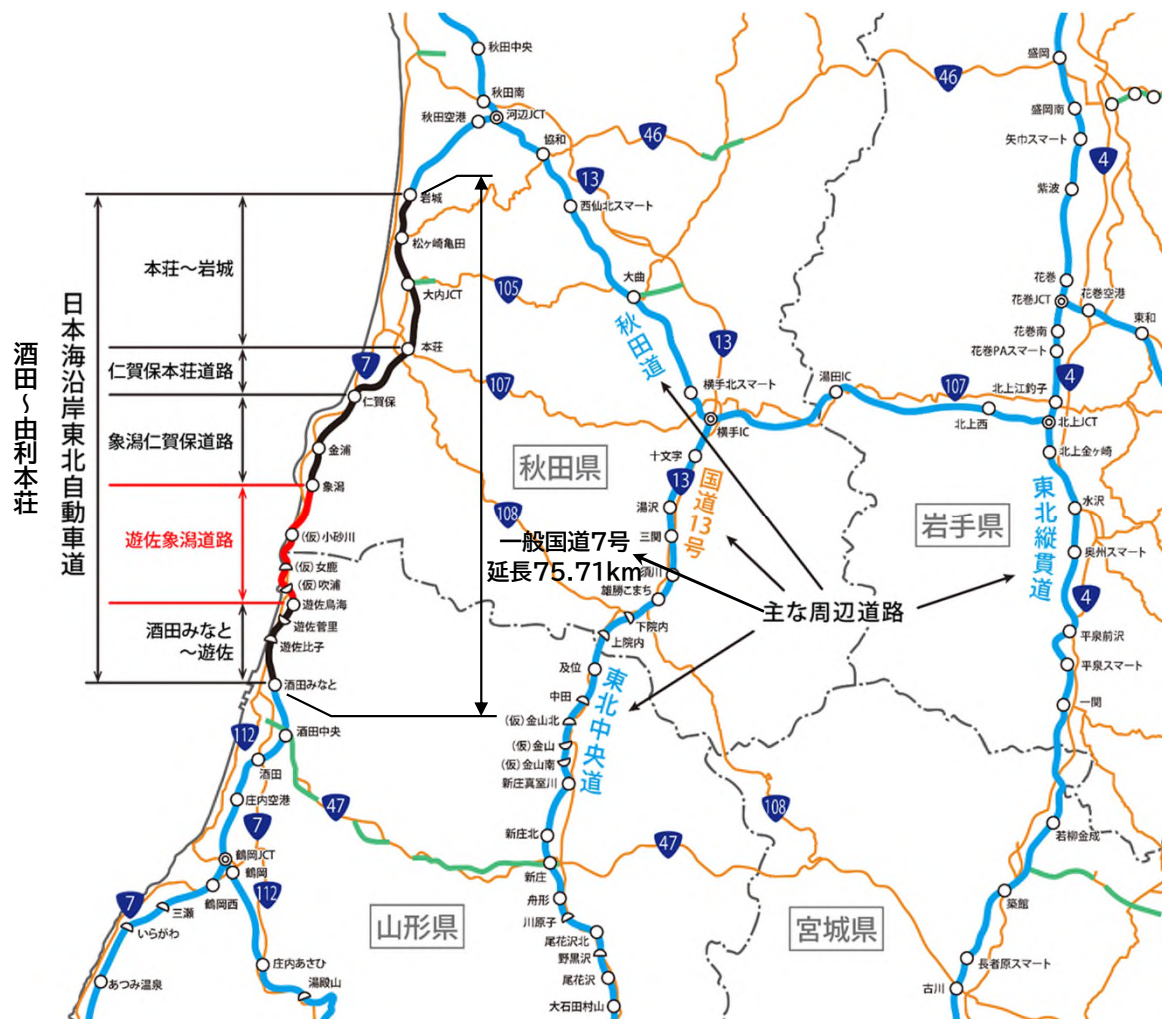 秋田中央
秋田南
秋田空港
河辺JCT
協和
46
46
盛岡
盛岡南
矢巾スマート
4
紫波
13
西仙北スマート
岩城
松ヶ崎亀田
大内JCT
105
大曲
秋田道
13
花巻
花巻JCT
花巻空港
東和
花巻南
花巻PAスマート
4
本荘～岩城
日本海沿岸東北自動車道
酒田～由利本荘
本荘
7
仁賀保本荘道路
仁賀保
107
横手北スマート
湯田IC
107
北上江釣子
横手IC
北上西
北上JCT
北上金ヶ崎
象潟仁賀保道路
金浦
十文字
秋田県
13
国道13号
象潟
湯沢
水沢
岩手県
東北縦貫道
108
遊佐象潟道路
(仮)小砂川
三関
一般国道7号
延長75.71km
奥州スマート
(仮)女鹿
須川
(仮)吹浦
雄勝こまち
4
遊佐鳥海
下院内
主な周辺道路
遊佐菅里
上院内
平泉前沢
酒田みなと
～遊佐
遊佐比子
及位
平泉スマート
酒田みなと
中田
東北中央道
一関
(仮)金山北
112
酒田中央
(仮)金山
酒田
(仮)金山南
新庄真室川
庄内空港
47
108
7
新庄北
若柳金成
47
鶴岡JCT
鶴岡
新庄
鶴岡西
112
舟形
築館
7
三瀬
川原子
山形県
宮城県
いらがわ
尾花沢北
野黒沢
庄内あさひ
長者原スマート
あつみ温泉
湯殿山
尾花沢
古川
大石田村山